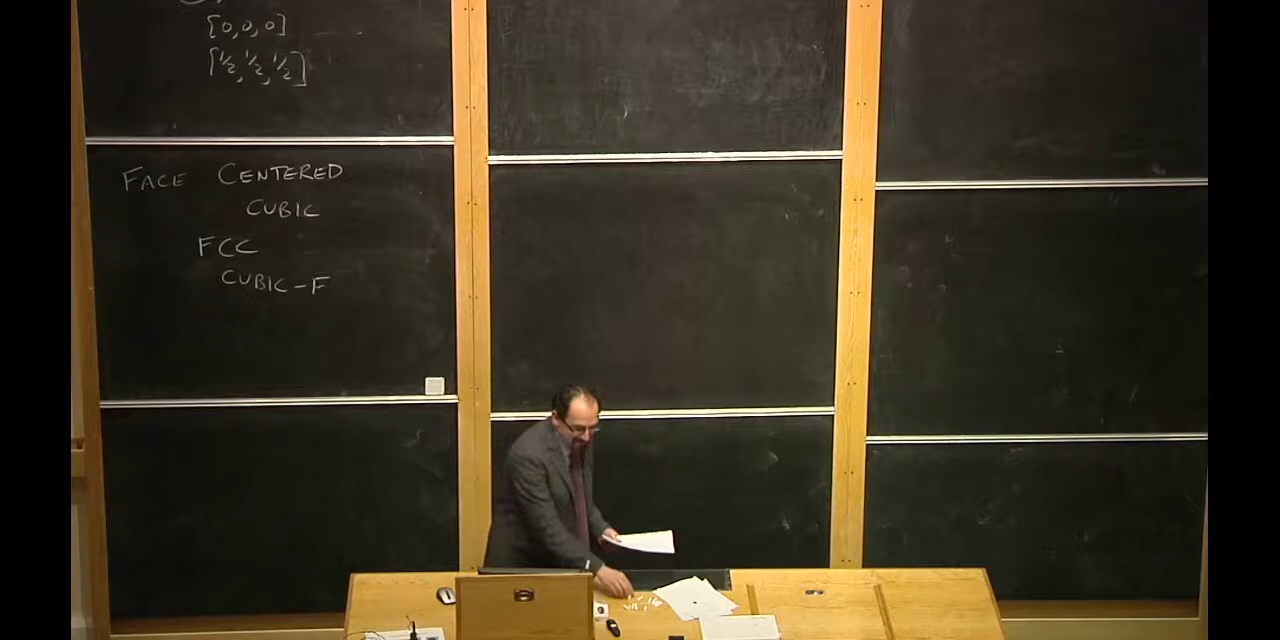 [0,0,0]
[1/2, 1/2, 1/2]
FACE CENTERED
CUBIC
FCC
CUBIC-F